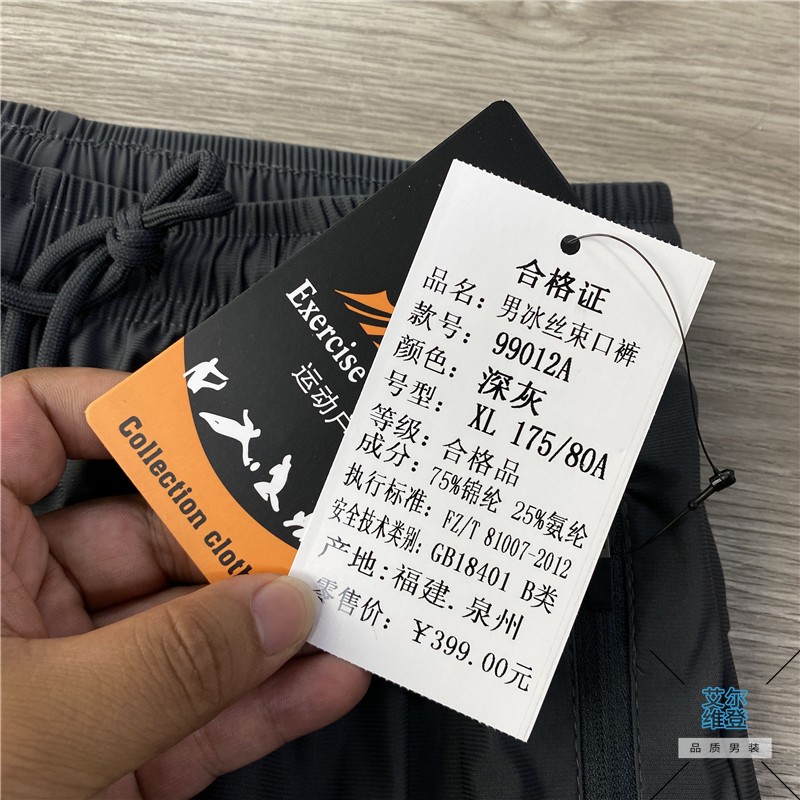 合格证
品名: 男冰丝束口裤
款号: 99012A
颜色: 深灰
号型: XL 175/80A
等级: 合格品
成分: 75%锦纶 25%氨纶
执行标准: FZ/T 81007-2012
安全技术类别: GB18401 B类
产地: 福建.泉州
零售价: ¥399.00元
Exercise
运动户
Collection cloth
艾尔
维登
品质男装